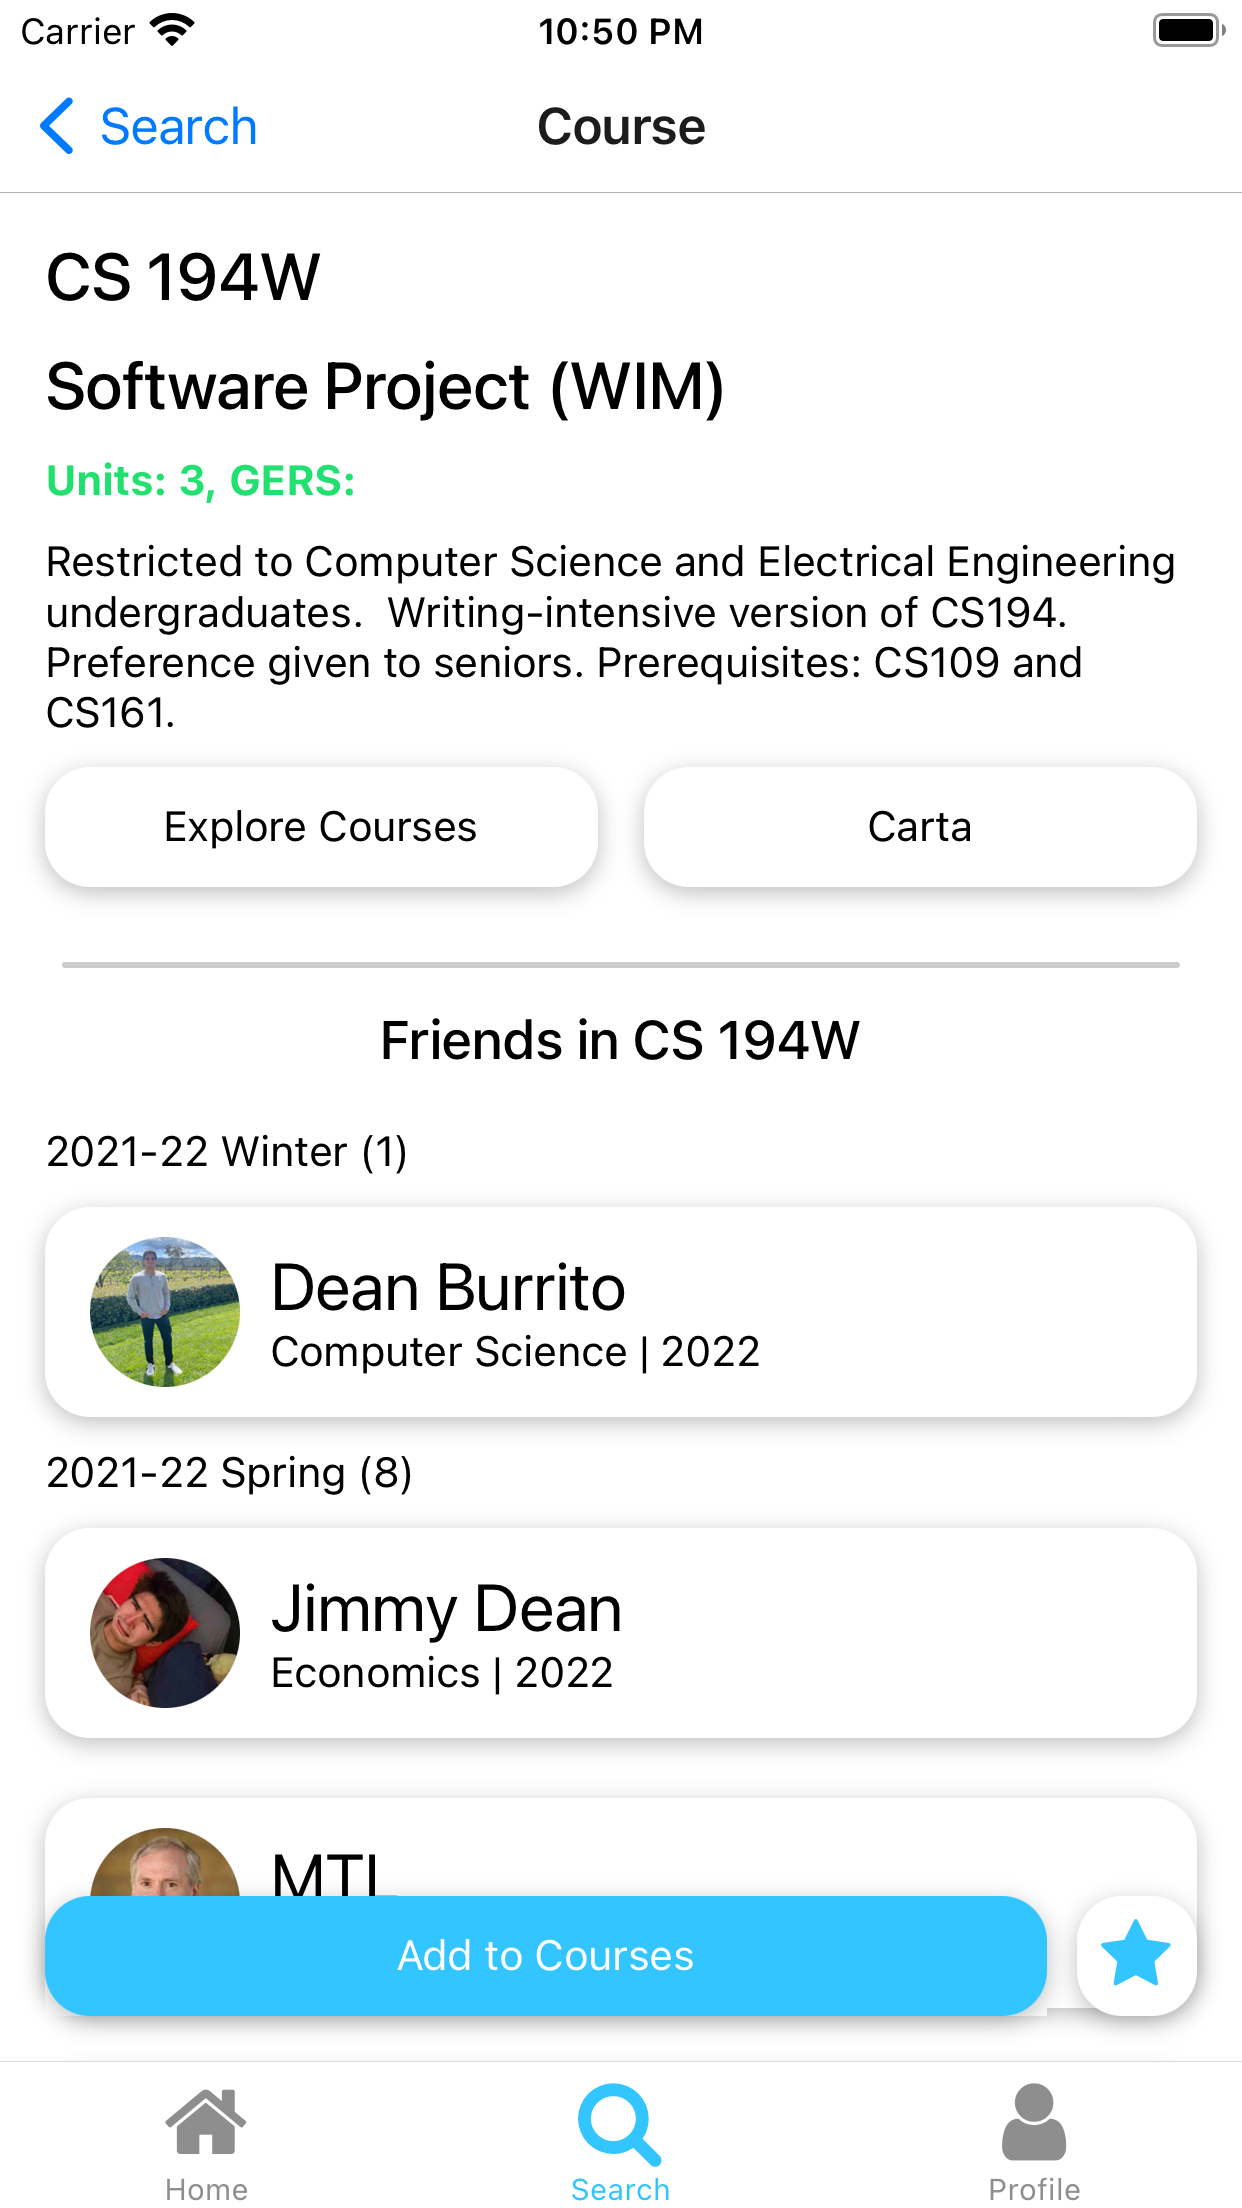 Carrier
10:50 PM
Search
Course
CS 194W
Software Project (WIM)
Units: 3, GERS:
Restricted to Computer Science and Electrical Engineering
undergraduates.  Writing-intensive version of CS194.
Preference given to seniors. Prerequisites: CS109 and
CS161.
Explore Courses
Carta
Friends in CS 194W
2021-22 Winter (1)
Dean Burrito
Computer Science | 2022
2021-22 Spring (8)
Jimmy Dean
Economics | 2022
MTL
Add to Courses
Home
Search
Profile